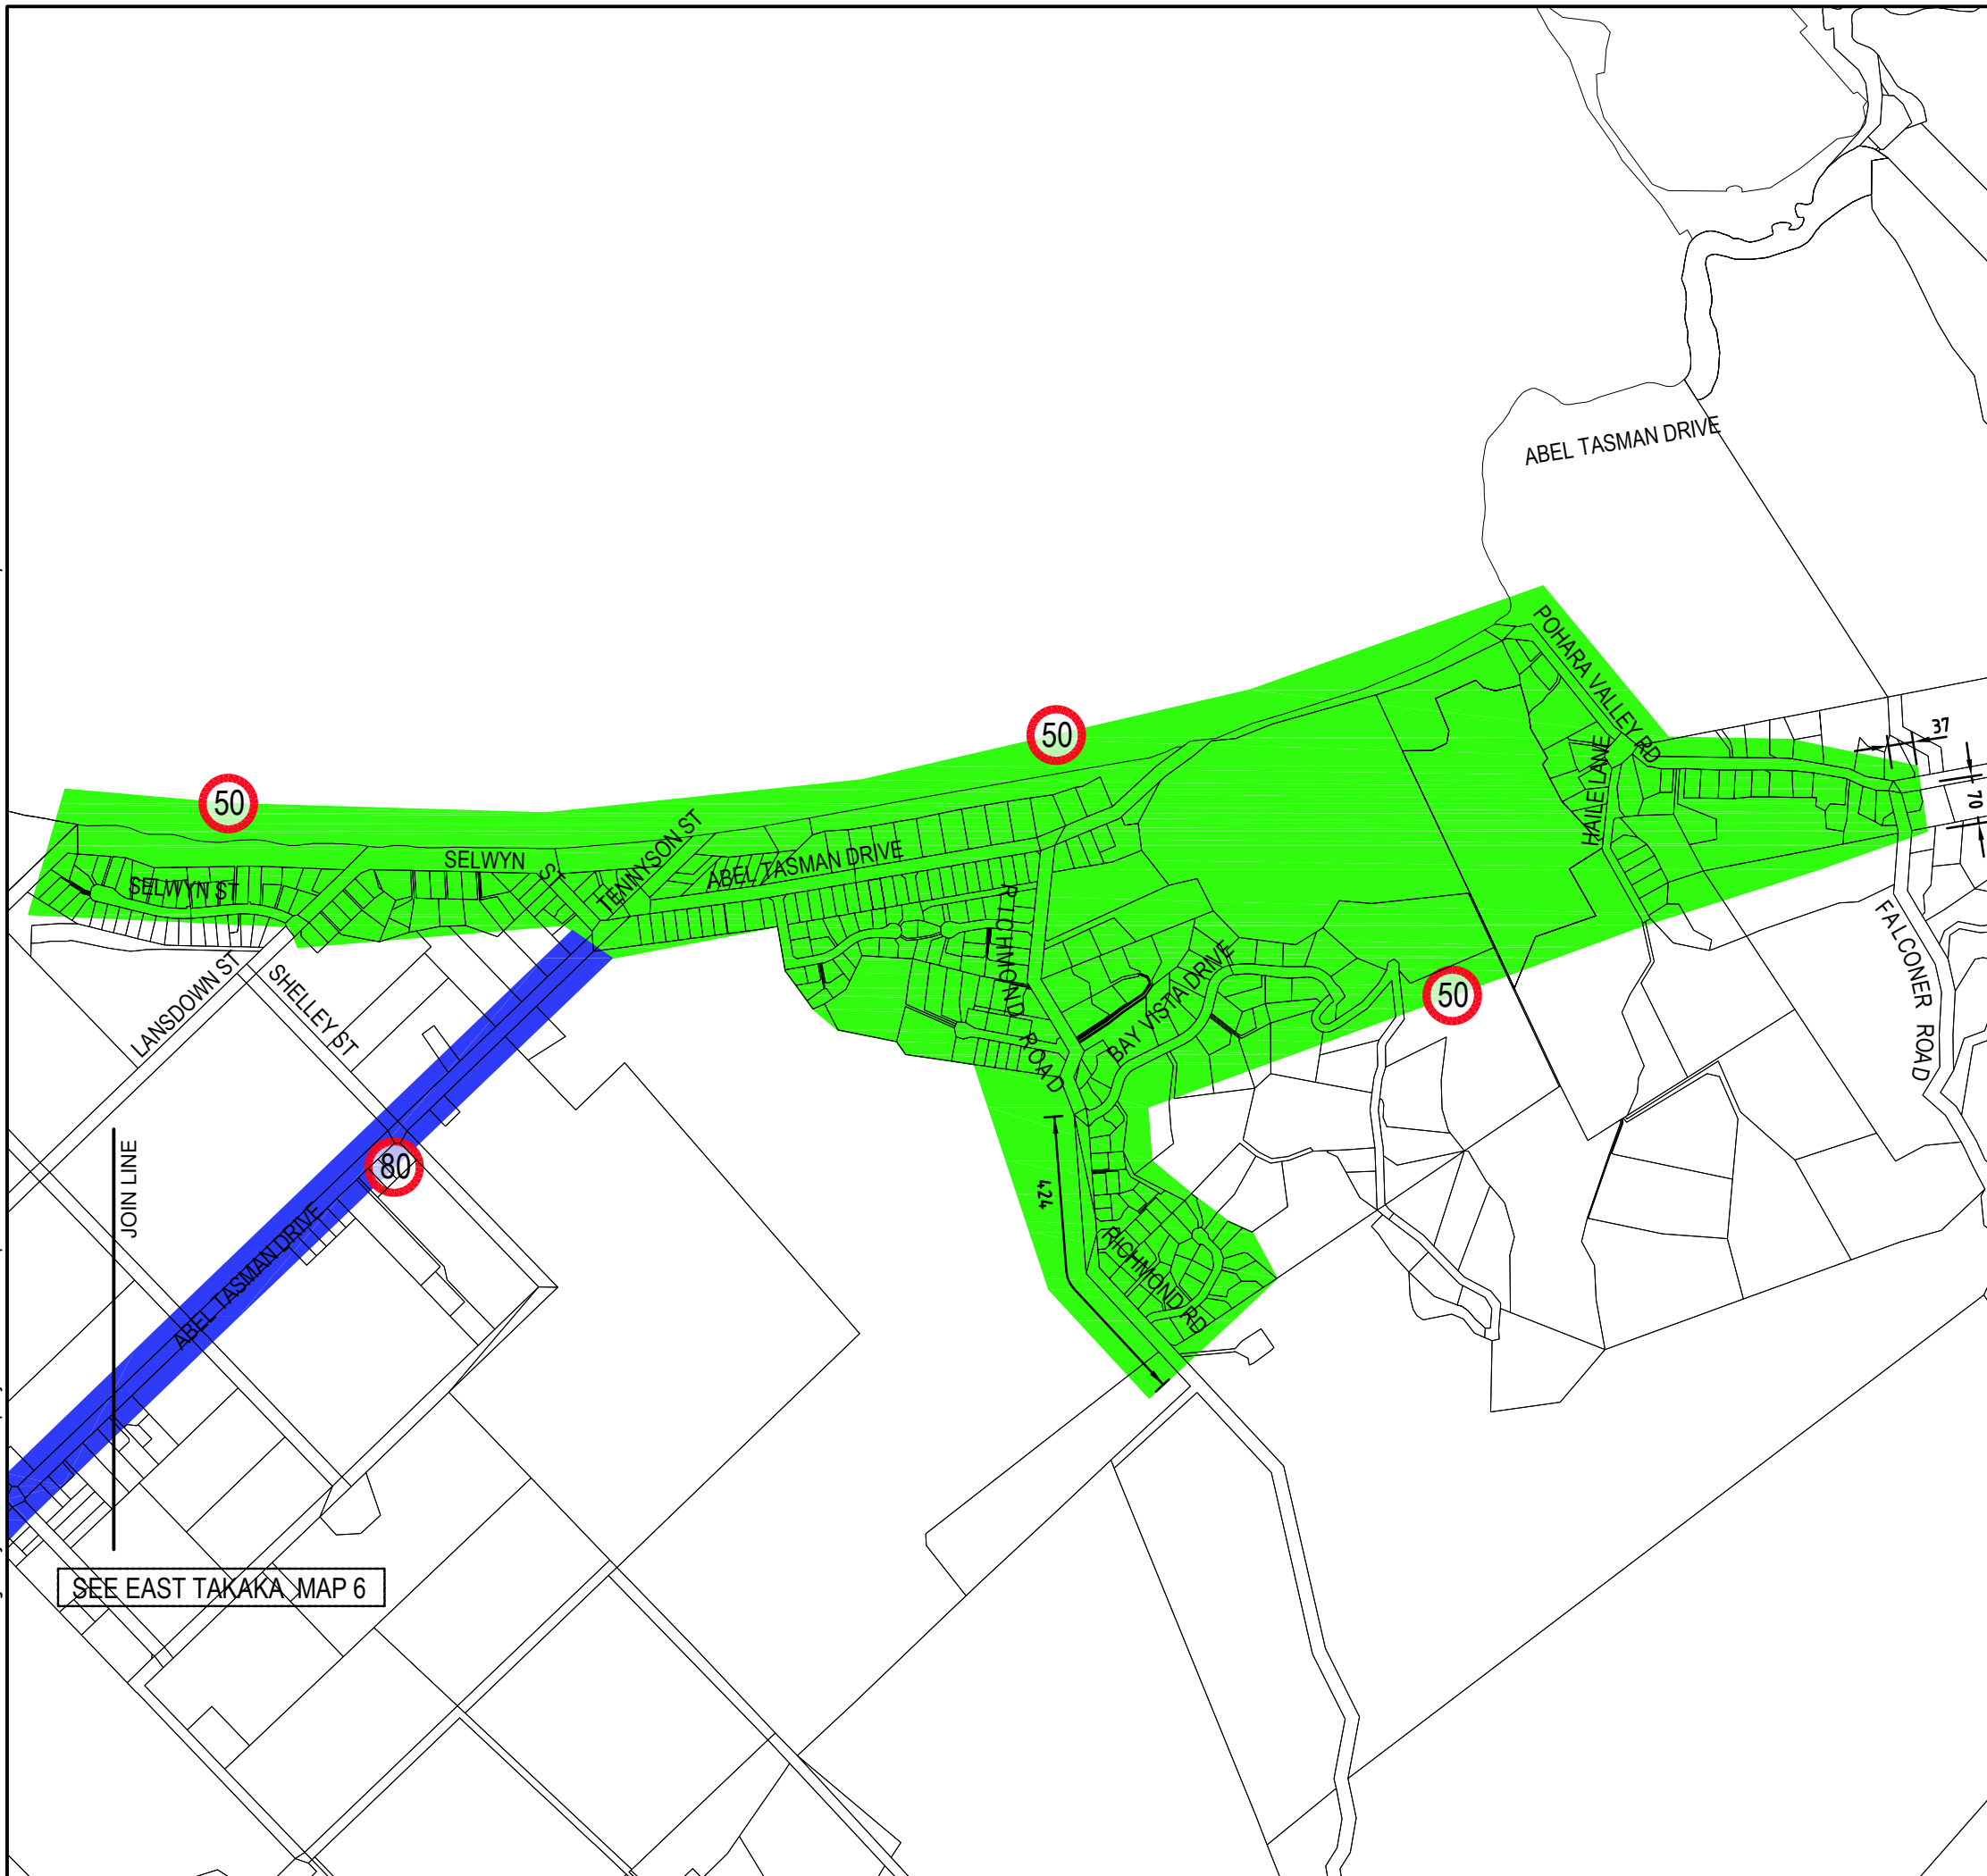 ABEL TASMAN DRIVE
POHARA VALLEY RD
HAILE LANE
37
70
50
50
SELWYN
ST
TENNYSON ST
ABEL TASMAN DRIVE
SELWYN ST
RICHMOND ROAD
FALCONER ROAD
LANSDOWN ST
SHELLEY ST
BAY VISTA DRIVE
50
80
JOIN LINE
424
ABEL TASMAN DRIVE
RICHMOND RD
SEE EAST TAKAKA MAP 6